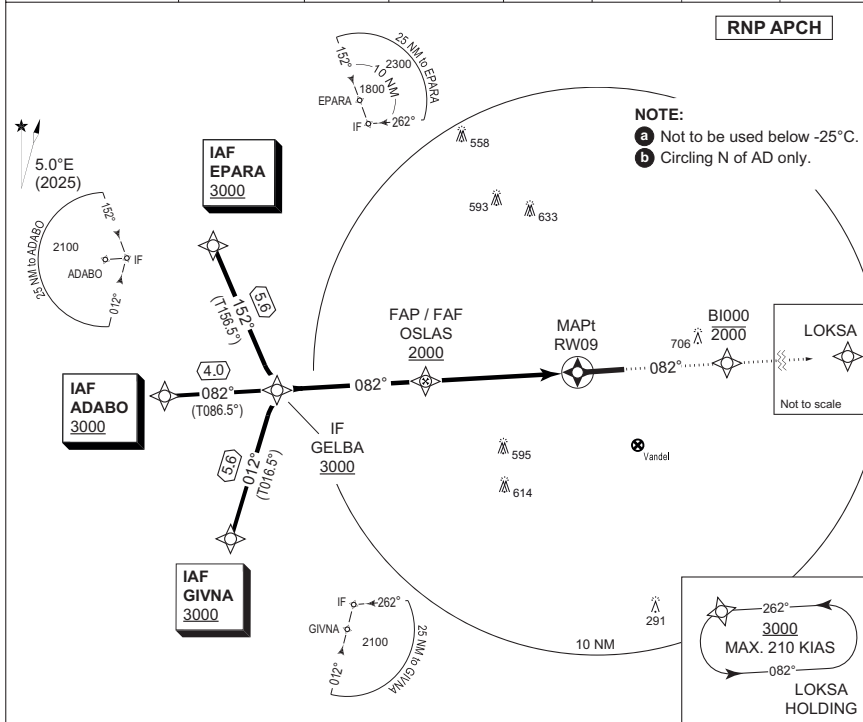 RNP APCH
25 NM to EPARA
152°
10 NM
2300
1800
EPARA
IF
262°
NOTE:
a Not to be used below -25°C.
b Circling N of AD only.
558
593
633
5.0°E
(2025)
IAF
EPARA
3000
25 NM to ADABO
152°
2100
ADABO
IF
012°
5.6
152°
(T156.5°)
FAP / FAF
OSLAS
2000
MAPt
RW09
706
BI000
2000
LOKSA
Not to scale
IAF
ADABO
3000
4.0
082°
(T086.5°)
082°
082°
IF
GELBA
3000
5.6
012°
(T016.5°)
595
614
Vandel
IAF
GIVNA
3000
IF
262°
GIVNA
2100
012°
25 NM to GIVNA
291
10 NM
262°
3000
MAX. 210 KIAS
082°
LOKSA
HOLDING